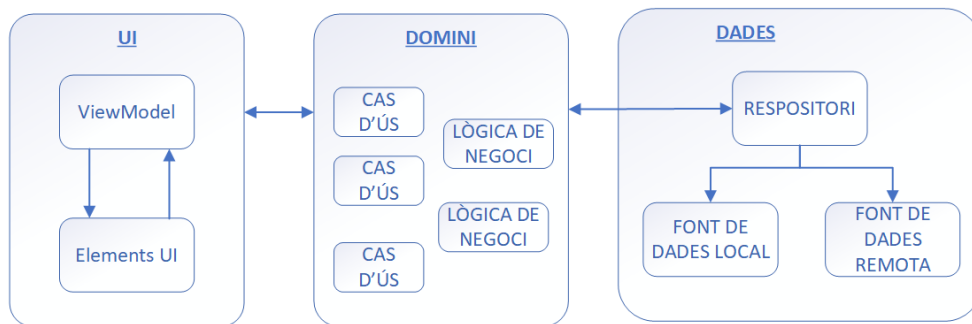 UI
ViewModel
Elements UI
DOMINI
CAS
D'ÚS
CAS
D'ÚS
CAS
D'ÚS
LÒGICA DE
NEGOCI
LÒGICA DE
NEGOCI
DADES
RESPOSITORI
FONT DE
DADES LOCAL
FONT DE
DADES
REMOTA